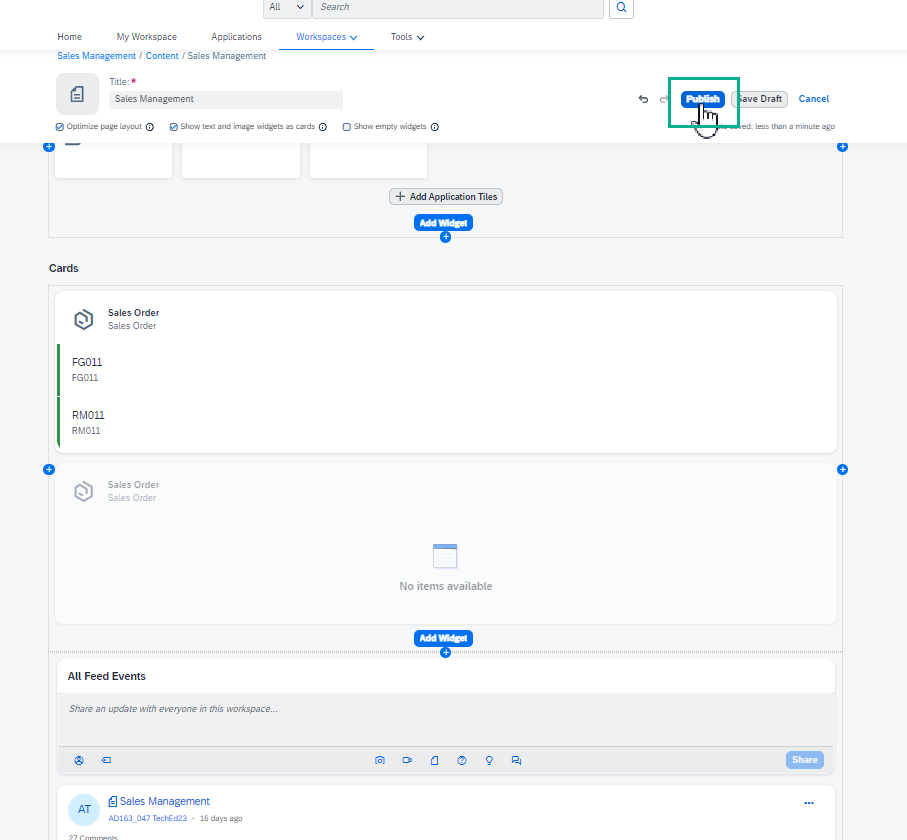 All
Search
Home My Workspace Applications Workspaces Tools
Sales Management / Content / Sales Management
Title: *
Sales Management
Publish Save Draft Cancel
Optimize page layout Show text and image widgets as cards Show empty widgets saved: less than a minute ago
Add Application Tiles
Add Widget
Cards
Sales Order
Sales Order
FG011
FG011
RM011
RM011
Sales Order
Sales Order
No items available
Add Widget
All Feed Events
Share an update with everyone in this workspace...
Share
AT Sales Management ...
AD163_047 TechEd23 - 16 days ago
27 Comments